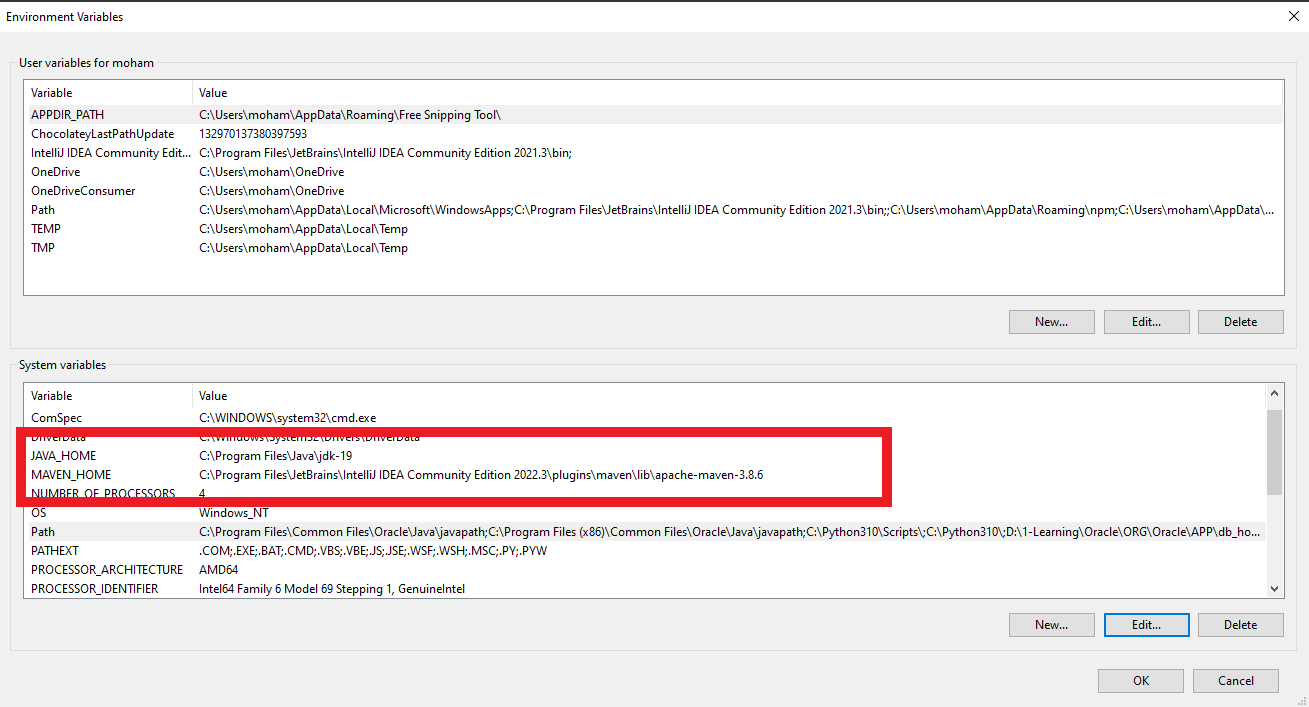 Environment Variables
User variables for moham
Variable Value
APPDIR_PATH C:\Users\moham\AppData\Roaming\Free Snipping Tool\
ChocolateyLastPathUpdate 132970137380397593
IntelliJ IDEA Community Edit... C:\Program Files\JetBrains\IntelliJ IDEA Community Edition 2021.3\bin;
OneDrive C:\Users\moham\OneDrive
OneDriveConsumer C:\Users\moham\OneDrive
Path C:\Users\moham\AppData\Local\Microsoft\WindowsApps;C:\Program Files\JetBrains\IntelliJ IDEA Community Edition 2021.3\bin;;C:\Users\moham\AppData\Roaming\npm;C:\Users\moham\AppData\...
TEMP C:\Users\moham\AppData\Local\Temp
TMP C:\Users\moham\AppData\Local\Temp
New... Edit... Delete
System variables
Variable Value
ComSpec C:\WINDOWS\system32\cmd.exe
DriverData C:\Windows\System32\Drivers\DriverData
JAVA_HOME C:\Program Files\Java\jdk-19
MAVEN_HOME C:\Program Files\JetBrains\IntelliJ IDEA Community Edition 2022.3\plugins\maven\lib\apache-maven-3.8.6
NUMBER_OF_PROCESSORS 4
OS Windows_NT
Path C:\Program Files\Common Files\Oracle\Java\javapath;C:\Program Files (x86)\Common Files\Oracle\Java\javapath;C:\Python310\Scripts\;C:\Python310\;D:\1-Learning\Oracle\ORG\Oracle\APP\db_ho...
PATHEXT .COM;.EXE;.BAT;.CMD;.VBS;.VBE;.JS;.JSE;.WSF;.WSH;.MSC;.PY;.PYW
PROCESSOR_ARCHITECTURE AMD64
PROCESSOR_IDENTIFIER Intel64 Family 6 Model 69 Stepping 1, GenuineIntel
New... Edit... Delete
OK Cancel